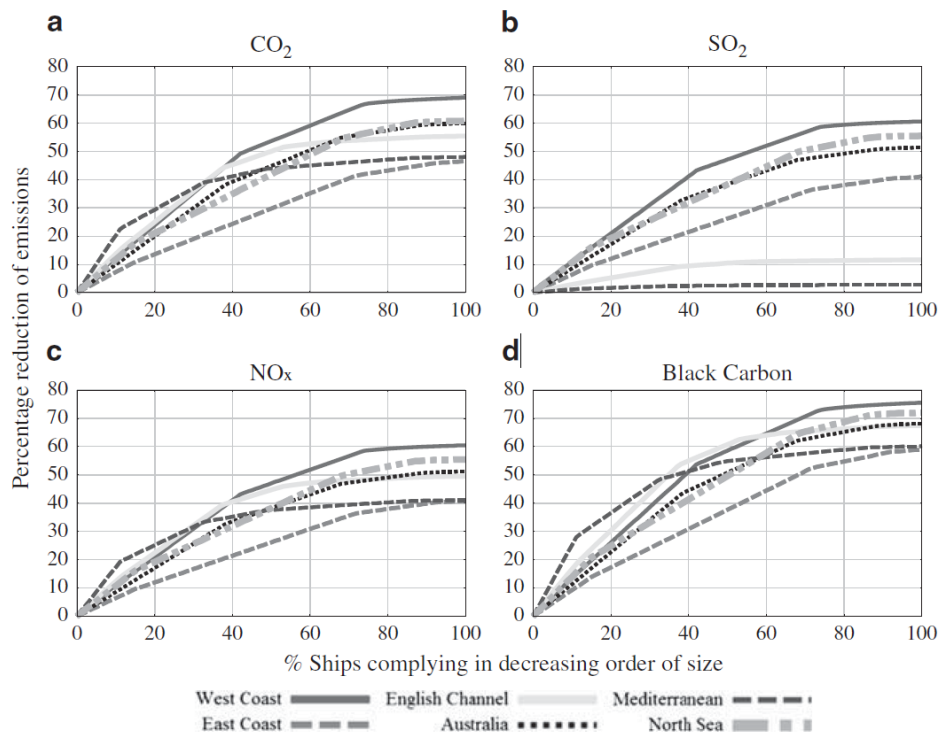 a
b
CO2
SO2
80
70
60
50
40
30
20
10
0
0 20 40 60 80 100
80
70
60
50
40
30
20
10
0
0 20 40 60 80 100
Percentage reduction of emissions
c
d
NOx
Black Carbon
80
70
60
50
40
30
20
10
0
0 20 40 60 80 100
80
70
60
50
40
30
20
10
0
0 20 40 60 80 100
% Ships complying in decreasing order of size
West Coast English Channel Mediterranean
East Coast Australia North Sea